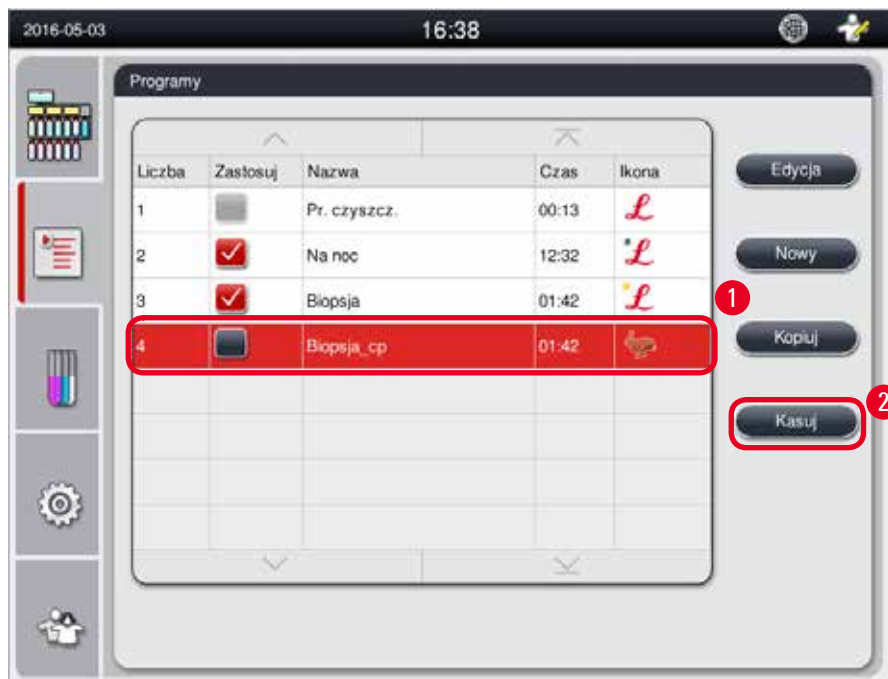 2016-05-03 16:38
Programy
Liczba Zastosuj Nazwa Czas Ikona
1 Pr. czyszcz. 00:13 L
2 Na noc 12:32 L
3 Biopsja 01:42 L
4 Biopsja_cp 01:42
Edycja
Nowy
1
Kopiuj
2
Kasuj